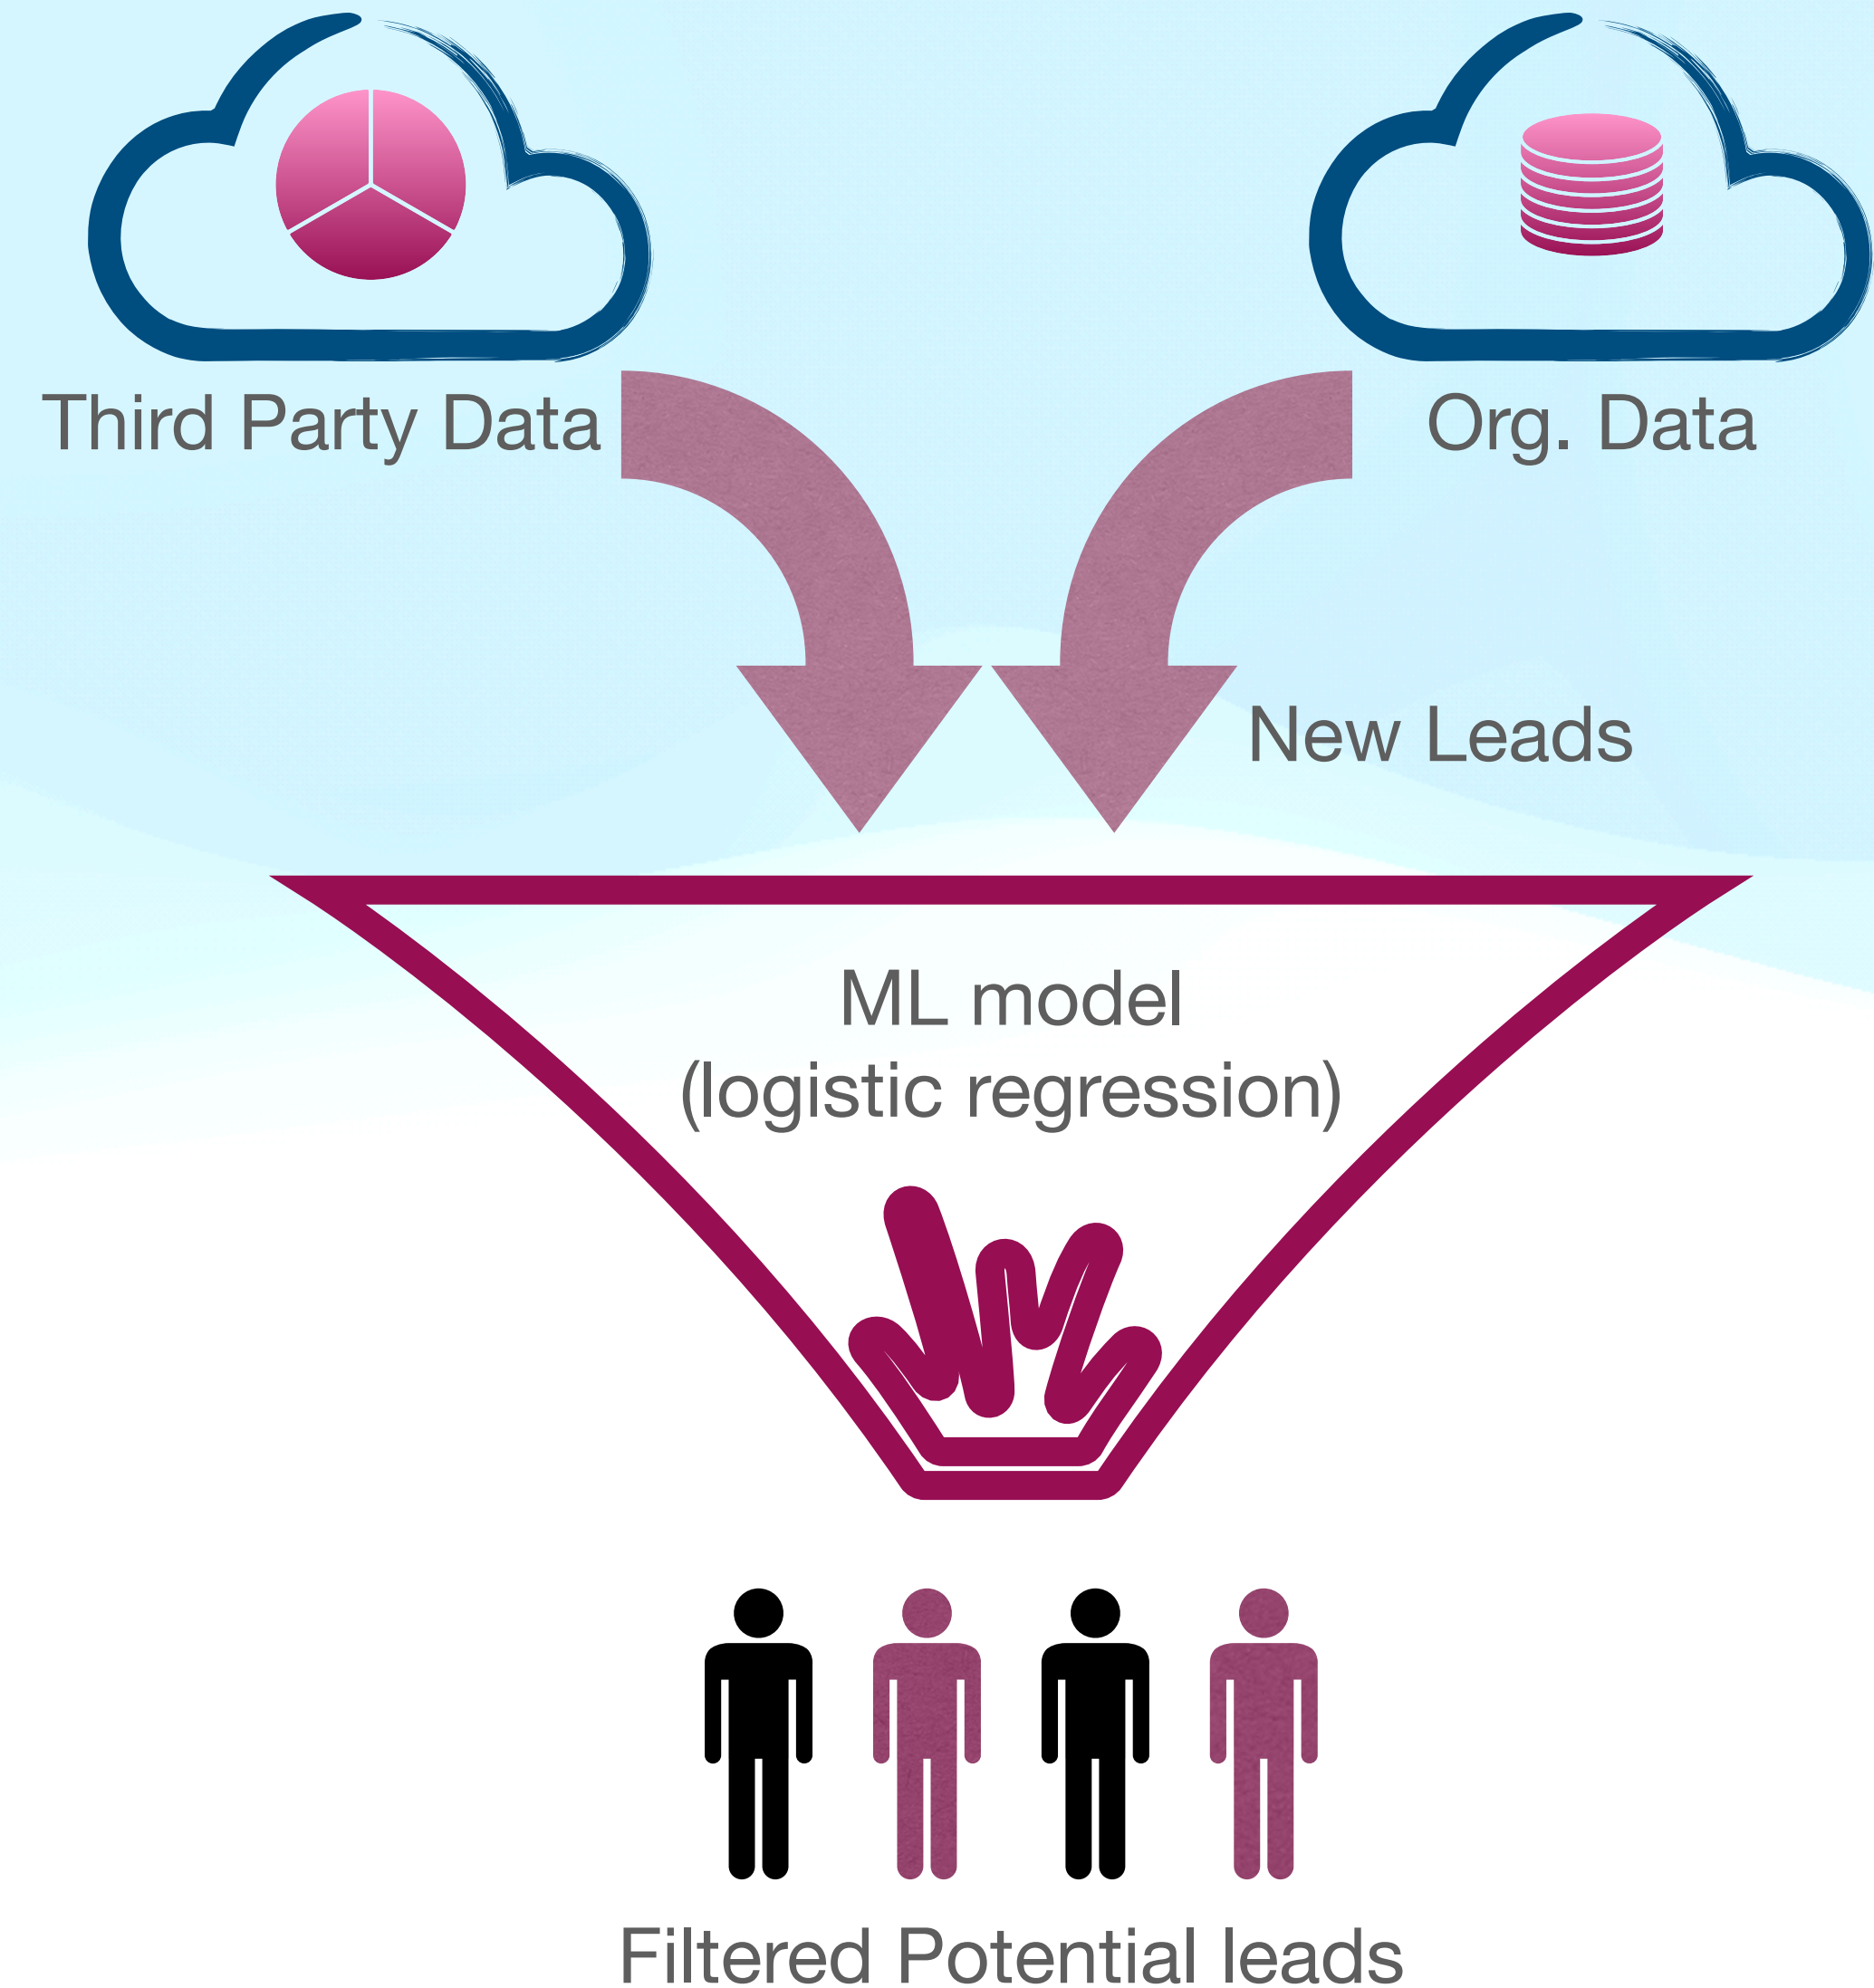 Third Party Data
Org. Data
New Leads
ML model
(logistic regression)
Filtered Potential leads